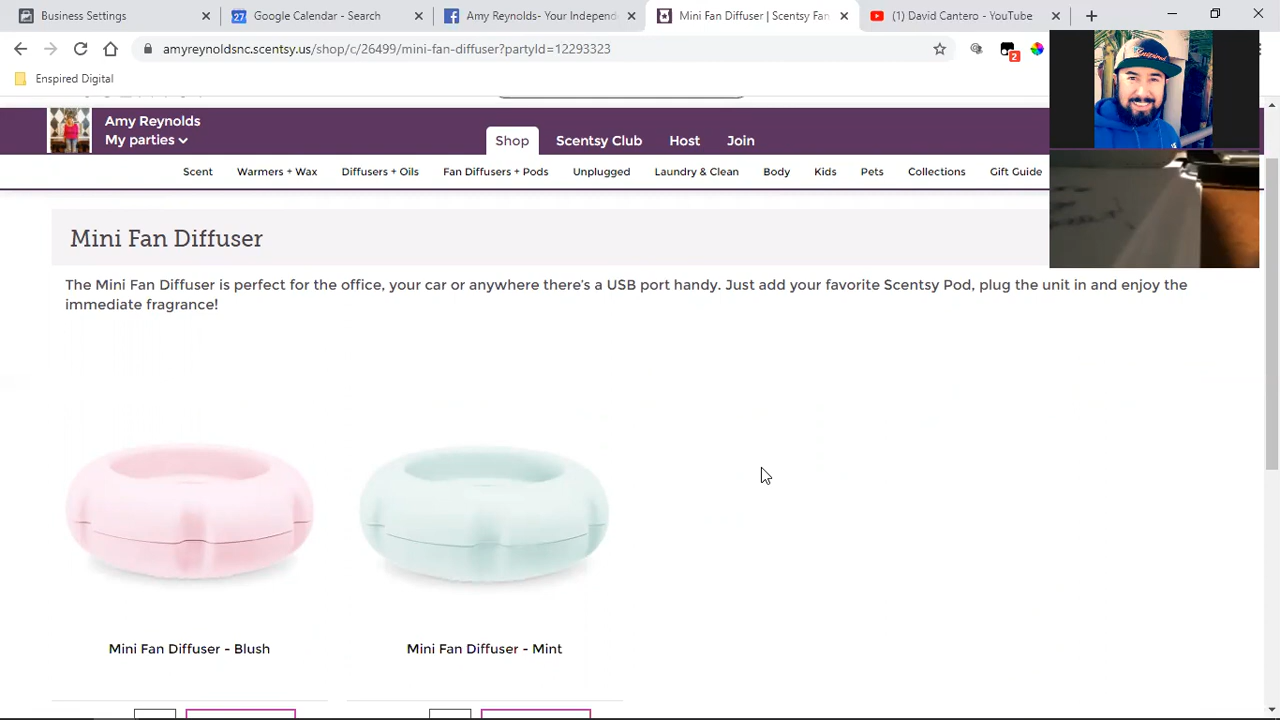 Business Settings
Google Calendar - Search
Amy Reynolds- Your Independ
Mini Fan Diffuser | Scentsy Fan
(1) David Cantero - YouTube
amyreynoldsnc.scentsy.us/shop/c/26499/mini-fan-diffuser?partyId=12293323
2
Enspired Digital
Amy Reynolds
My parties
Shop
Scentsy Club
Host
Join
Scent
Warmers + Wax
Diffusers + Oils
Fan Diffusers + Pods
Unplugged
Laundry & Clean
Body
Kids
Pets
Collections
Gift Guide
Mini Fan Diffuser
The Mini Fan Diffuser is perfect for the office, your car or anywhere there's a USB port handy. Just add your favorite Scentsy Pod, plug the unit in and enjoy the
immediate fragrance!
Mini Fan Diffuser - Blush
Mini Fan Diffuser - Mint